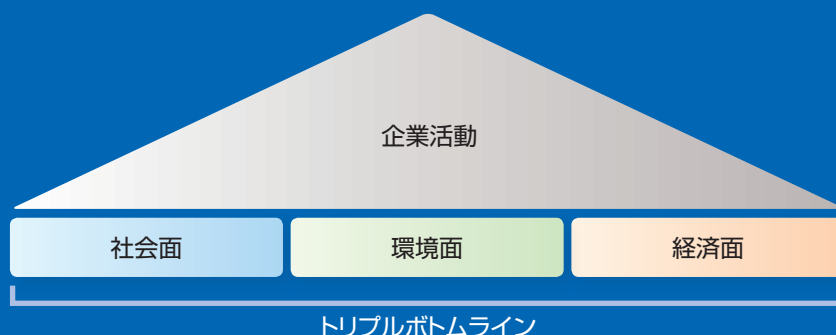 企業活動
社会面
環境面
経済面
トリプルボトムライン